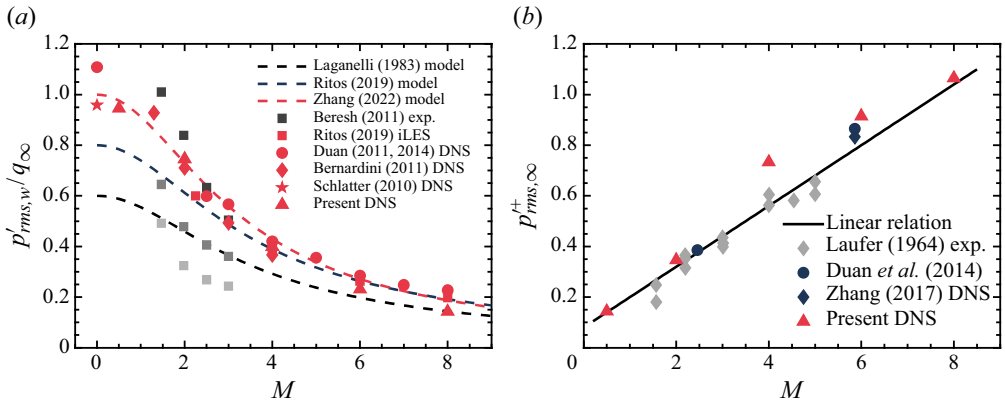 (a)
1.2
1.0
0.8
0.6
0.4
0.2
0
p′rms,w/q∞
0
2
4
6
8
M
Laganelli (1983) model
Ritos (2019) model
Zhang (2022) model
Beresh (2011) exp.
Ritos (2019) iLES
Duan (2011, 2014) DNS
Bernardini (2011) DNS
Schlatter (2010) DNS
Present DNS
(b)
1.2
1.0
0.8
0.6
0.4
0.2
0
p′+rms,∞
0
2
4
6
8
M
Linear relation
Laufer (1964) exp.
Duan et al. (2014)
Zhang (2017) DNS
Present DNS